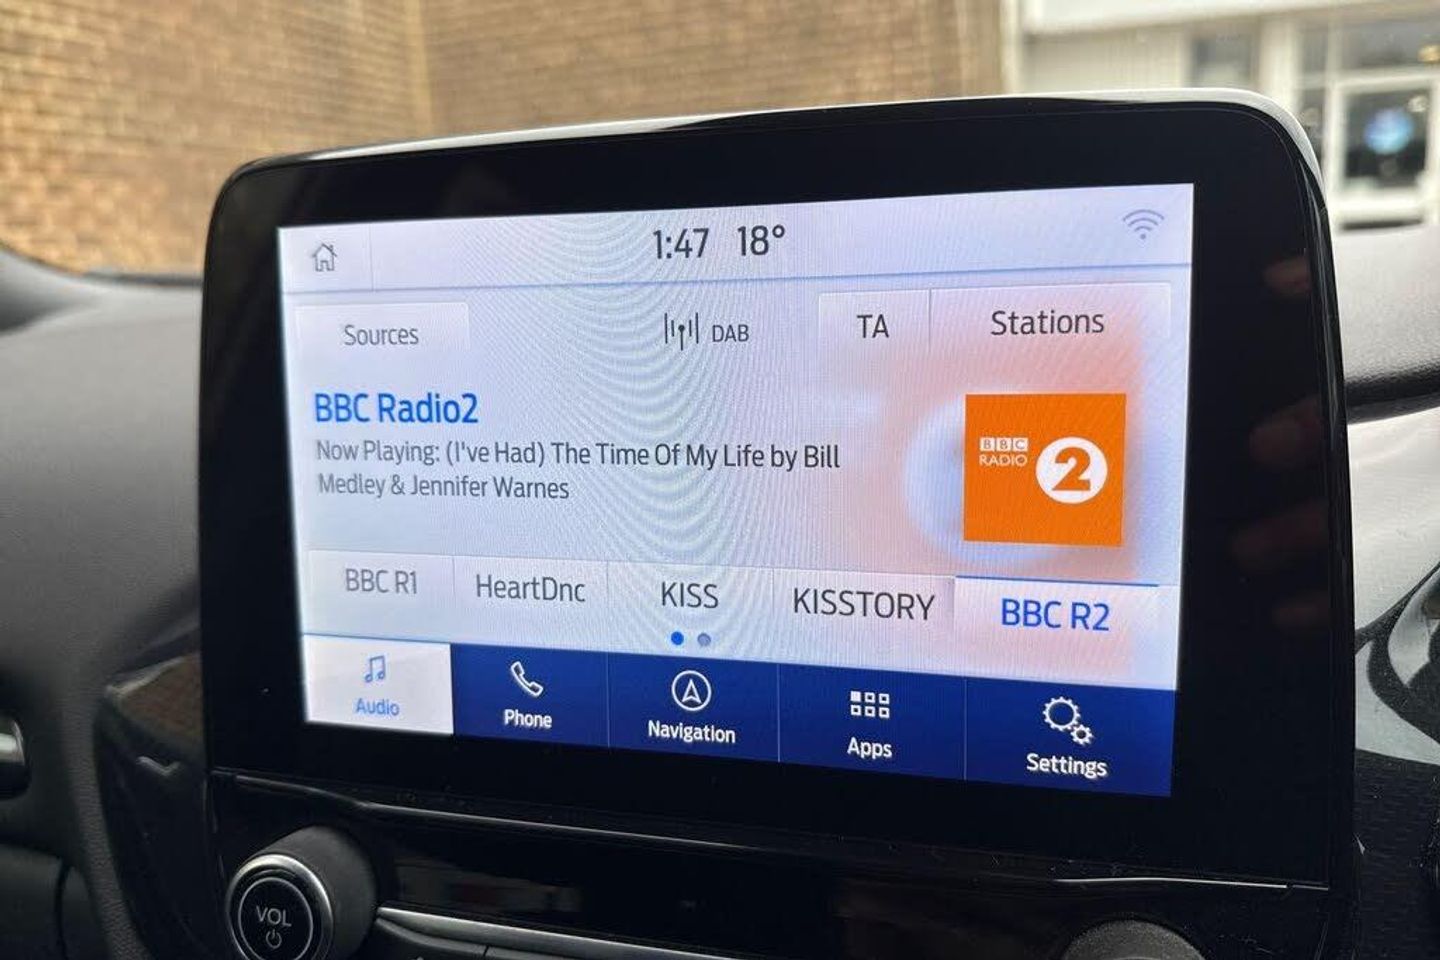 1:47 18°
Sources
DAB
TA
Stations
BBC Radio2
Now Playing: (I've Had) The Time Of My Life by Bill
Medley & Jennifer Warnes
BBC
RADIO
2
BBC R1
HeartDnc
KISS
KISSTORY
BBC R2
Audio
Phone
Navigation
Apps
Settings
VOL